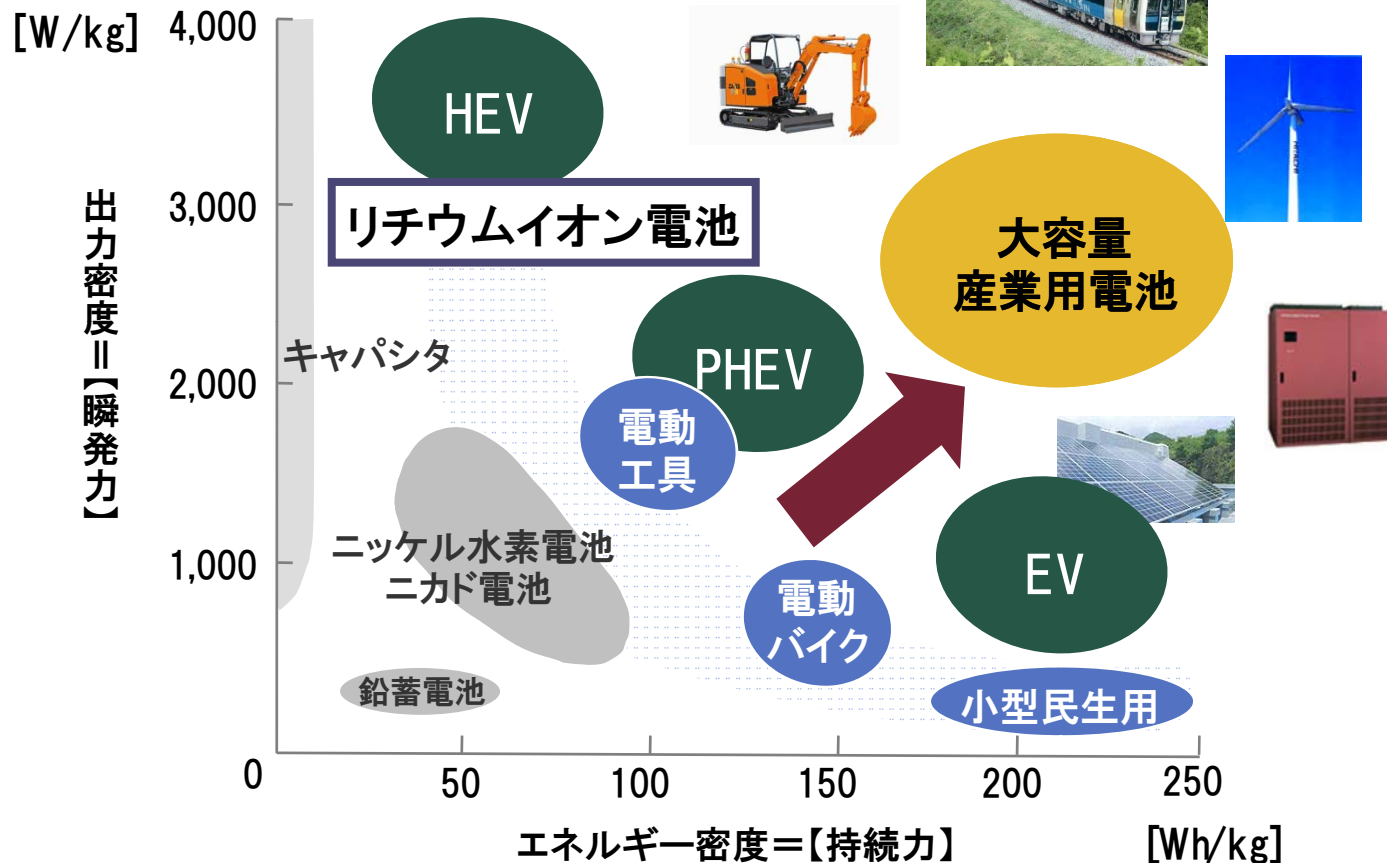 [W/kg]
4,000
HEV
3,000
リチウムイオン電池
大容量
産業用電池
HITACHI
出力密度＝【瞬発力】
キャパシタ
2,000
PHEV
電動
工具
ニッケル水素電池
ニカド電池
1,000
電動
バイク
EV
鉛蓄電池
小型民生用
0
50
100
150
200
250
エネルギー密度＝【持続力】
[Wh/kg]